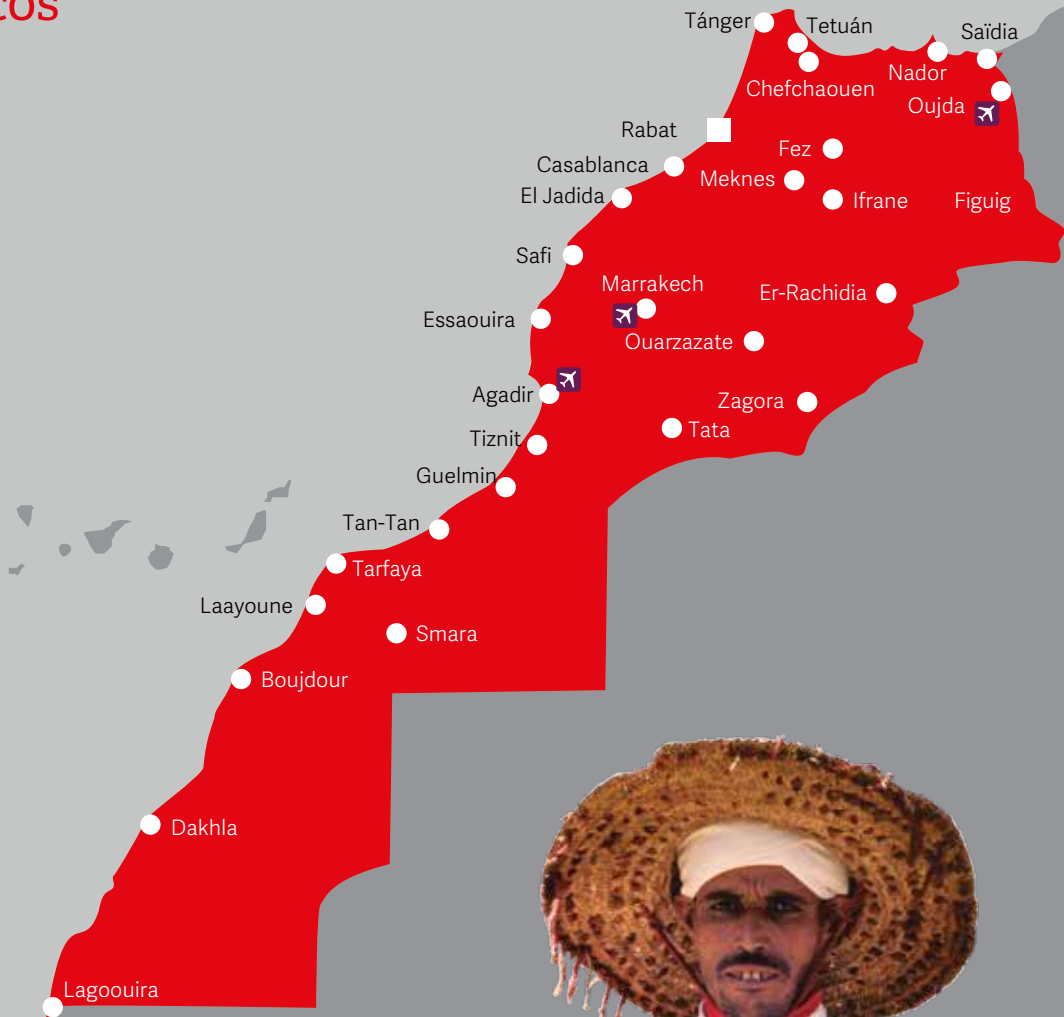 cos
Tánger
Tetuán
Saïdia
Nador
Chefchaouen
Oujda
Rabat
Fez
Casablanca
Meknes
El Jadida
Ifrane
Figuig
Safi
Marrakech
Er-Rachidia
Essaouira
Ouarzazate
Agadir
Zagora
Tata
Tiznit
Guelmin
Tan-Tan
Tarfaya
Laayoune
Smara
Boujdour
Dakhla
Lagoouira